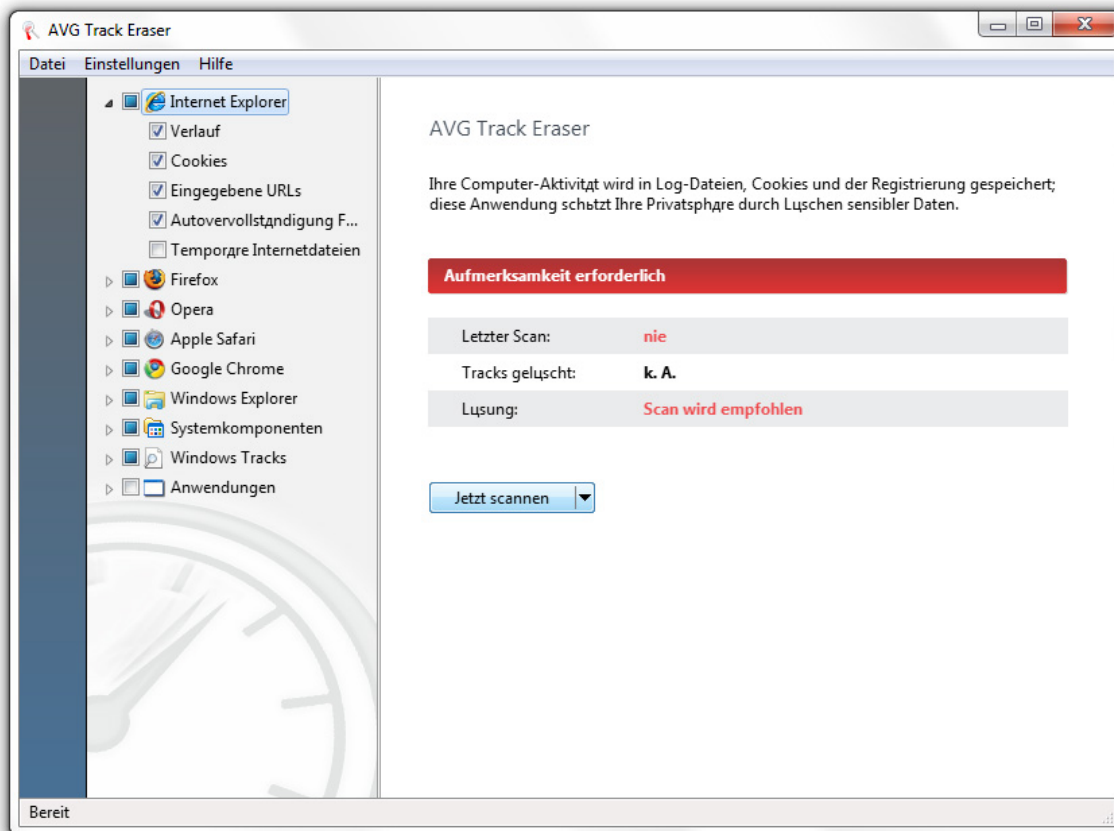 AVG Track Eraser
Datei Einstellungen Hilfe
Internet Explorer
Verlauf
Cookies
Eingegebene URLs
Autovervollstдndigung F...
Temporдre Internetdateien
Firefox
Opera
Apple Safari
Google Chrome
Windows Explorer
Systemkomponenten
Windows Tracks
Anwendungen
AVG Track Eraser
Ihre Computer-Aktivitдt wird in Log-Dateien, Cookies und der Registrierung gespeichert;
diese Anwendung schьtzt Ihre Privatsphдre durch Lцschen sensibler Daten.
Aufmerksamkeit erforderlich
Letzter Scan: nie
Tracks gelцscht: k. A.
Lцsung: Scan wird empfohlen
Jetzt scannen
Bereit